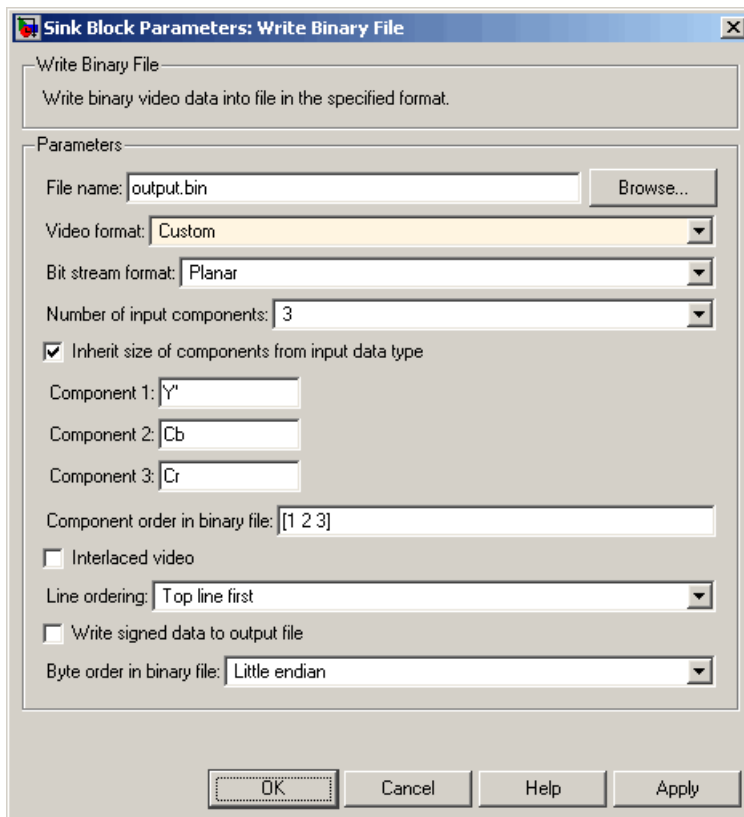 Sink Block Parameters: Write Binary File
Write Binary File
Write binary video data into file in the specified format.
Parameters
File name: output.bin Browse...
Video format: Custom
Bit stream format: Planar
Number of input components: 3
Inherit size of components from input data type
Component 1: Y'
Component 2: Cb
Component 3: Cr
Component order in binary file: [1 2 3]
Interlaced video
Line ordering: Top line first
Write signed data to output file
Byte order in binary file: Little endian
OK Cancel Help Apply